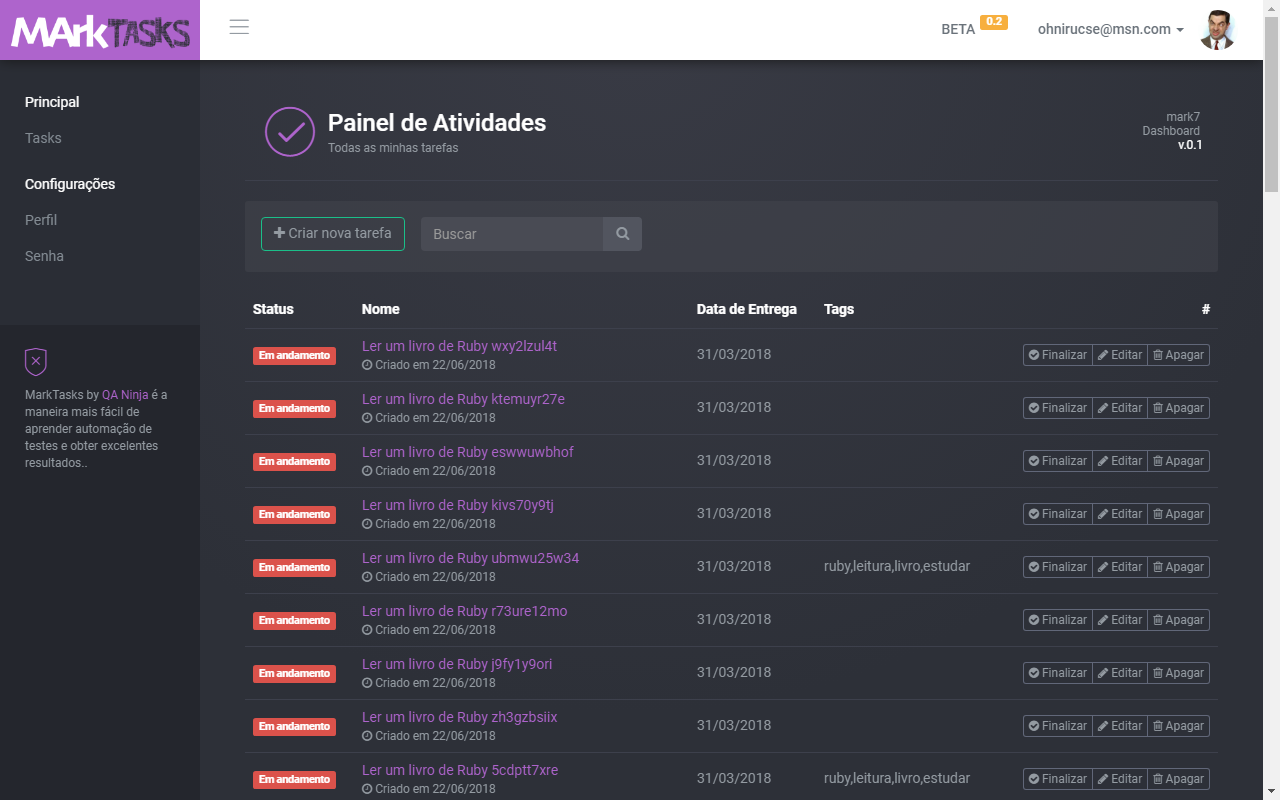 MArkTASKS
BETA 0.2
ohnirucse@msn.com
Principal
Tasks
Configurações
Perfil
Senha
MarkTasks by QA Ninja é a
maneira mais fácil de
aprender automação de
testes e obter excelentes
resultados..
Painel de Atividades
Todas as minhas tarefas
mark7
Dashboard
v.0.1
Criar nova tarefa
Buscar
Status Nome Data de Entrega Tags #
Em andamento Ler um livro de Ruby wxy2lzul4t 31/03/2018 Finalizar Editar Apagar
Criado em 22/06/2018
Em andamento Ler um livro de Ruby ktemuyr27e 31/03/2018 Finalizar Editar Apagar
Criado em 22/06/2018
Em andamento Ler um livro de Ruby eswwuwbhof 31/03/2018 Finalizar Editar Apagar
Criado em 22/06/2018
Em andamento Ler um livro de Ruby kivs70y9tj 31/03/2018 Finalizar Editar Apagar
Criado em 22/06/2018
Em andamento Ler um livro de Ruby ubmwu25w34 31/03/2018 ruby,leitura,livro,estudar Finalizar Editar Apagar
Criado em 22/06/2018
Em andamento Ler um livro de Ruby r73ure12mo 31/03/2018 Finalizar Editar Apagar
Criado em 22/06/2018
Em andamento Ler um livro de Ruby j9fy1y9ori 31/03/2018 Finalizar Editar Apagar
Criado em 22/06/2018
Em andamento Ler um livro de Ruby zh3gzbsiix 31/03/2018 Finalizar Editar Apagar
Criado em 22/06/2018
Em andamento Ler um livro de Ruby 5cdptt7xre 31/03/2018 ruby,leitura,livro,estudar Finalizar Editar Apagar
Criado em 22/06/2018